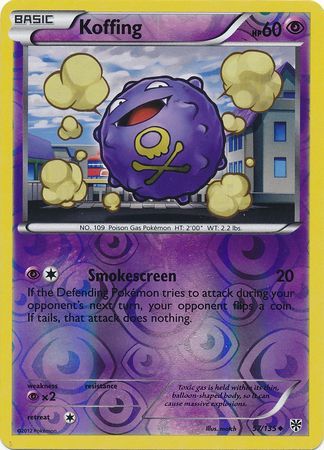 BASIC
Koffing
HP60
NO. 109 Poison Gas Pokémon HT: 2'00" WT: 2.2 lbs.
Smokescreen 20
If the Defending Pokémon tries to attack during your
opponent's next turn, your opponent flips a coin.
If tails, that attack does nothing.
weakness resistance
×2
retreat
Toxic gas is held within its thin,
balloon-shaped body, so it can
cause massive explosions.
©2012 Pokémon
Illus. match 57/135